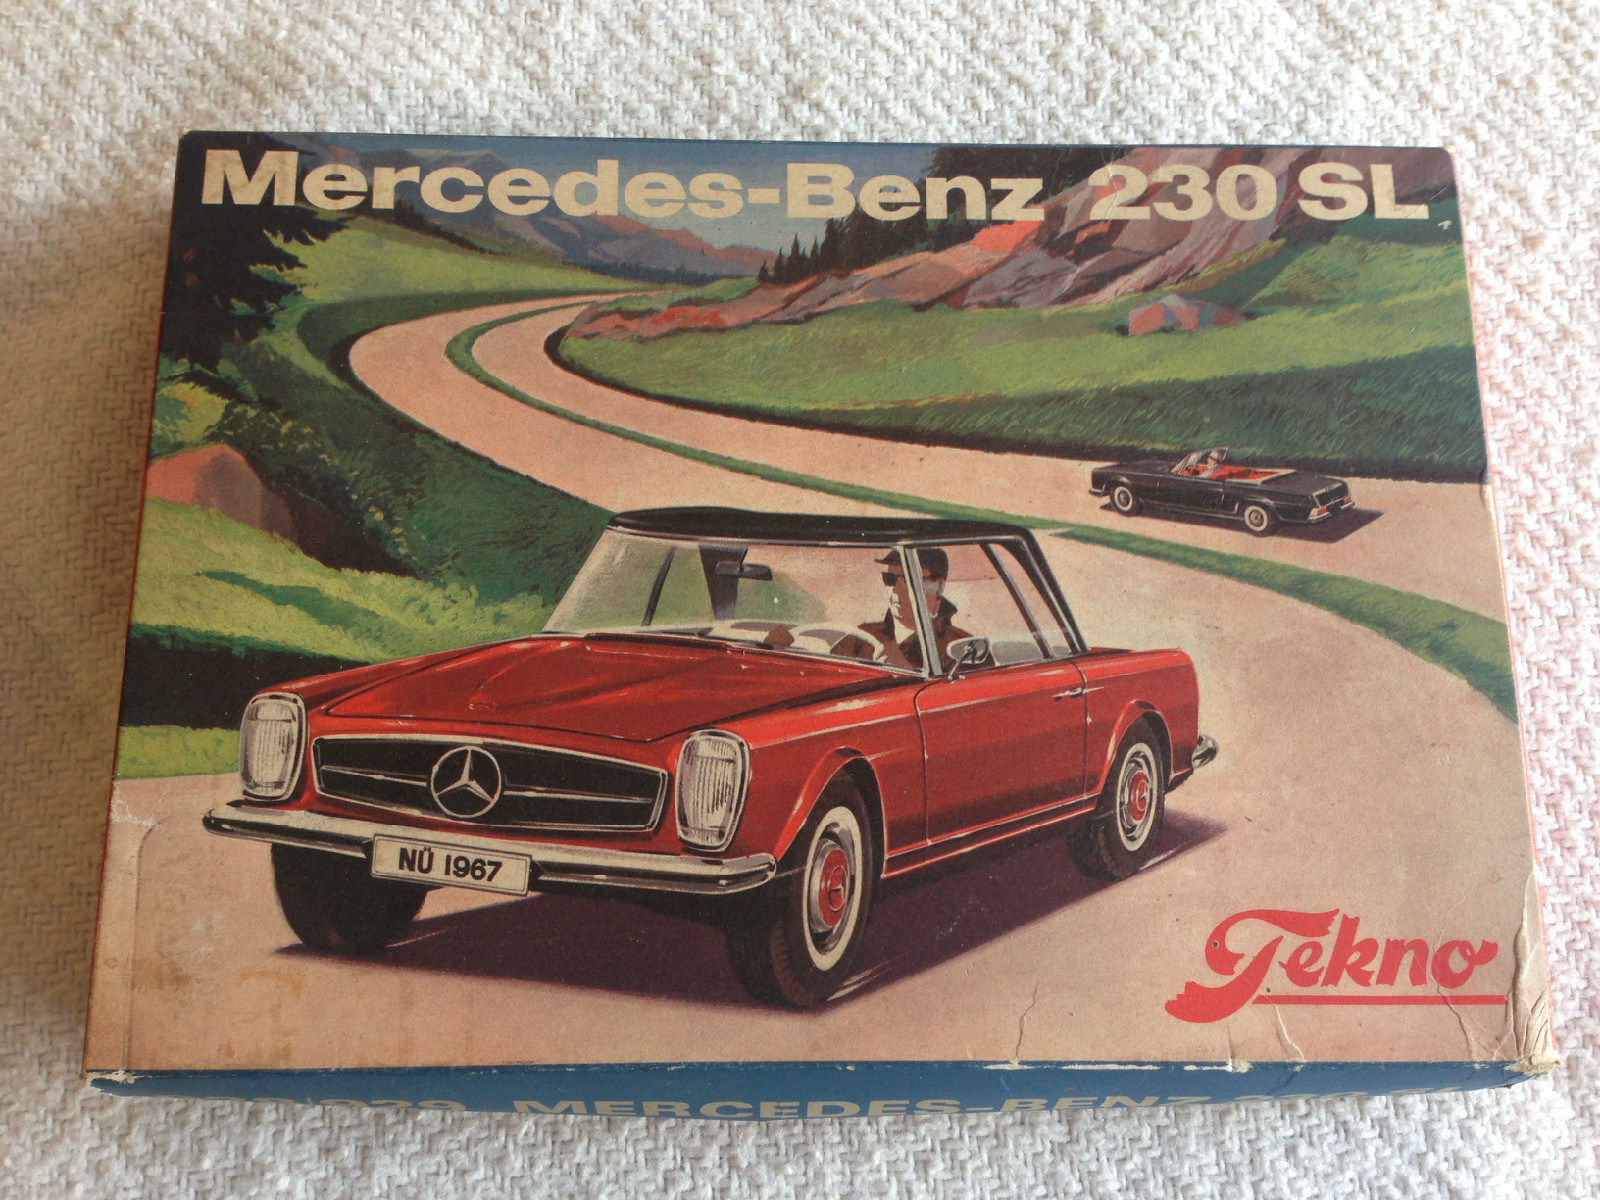 Mercedes-Benz 230 SL
NÜ 1967
Tekno
MERCEDES-BENZ